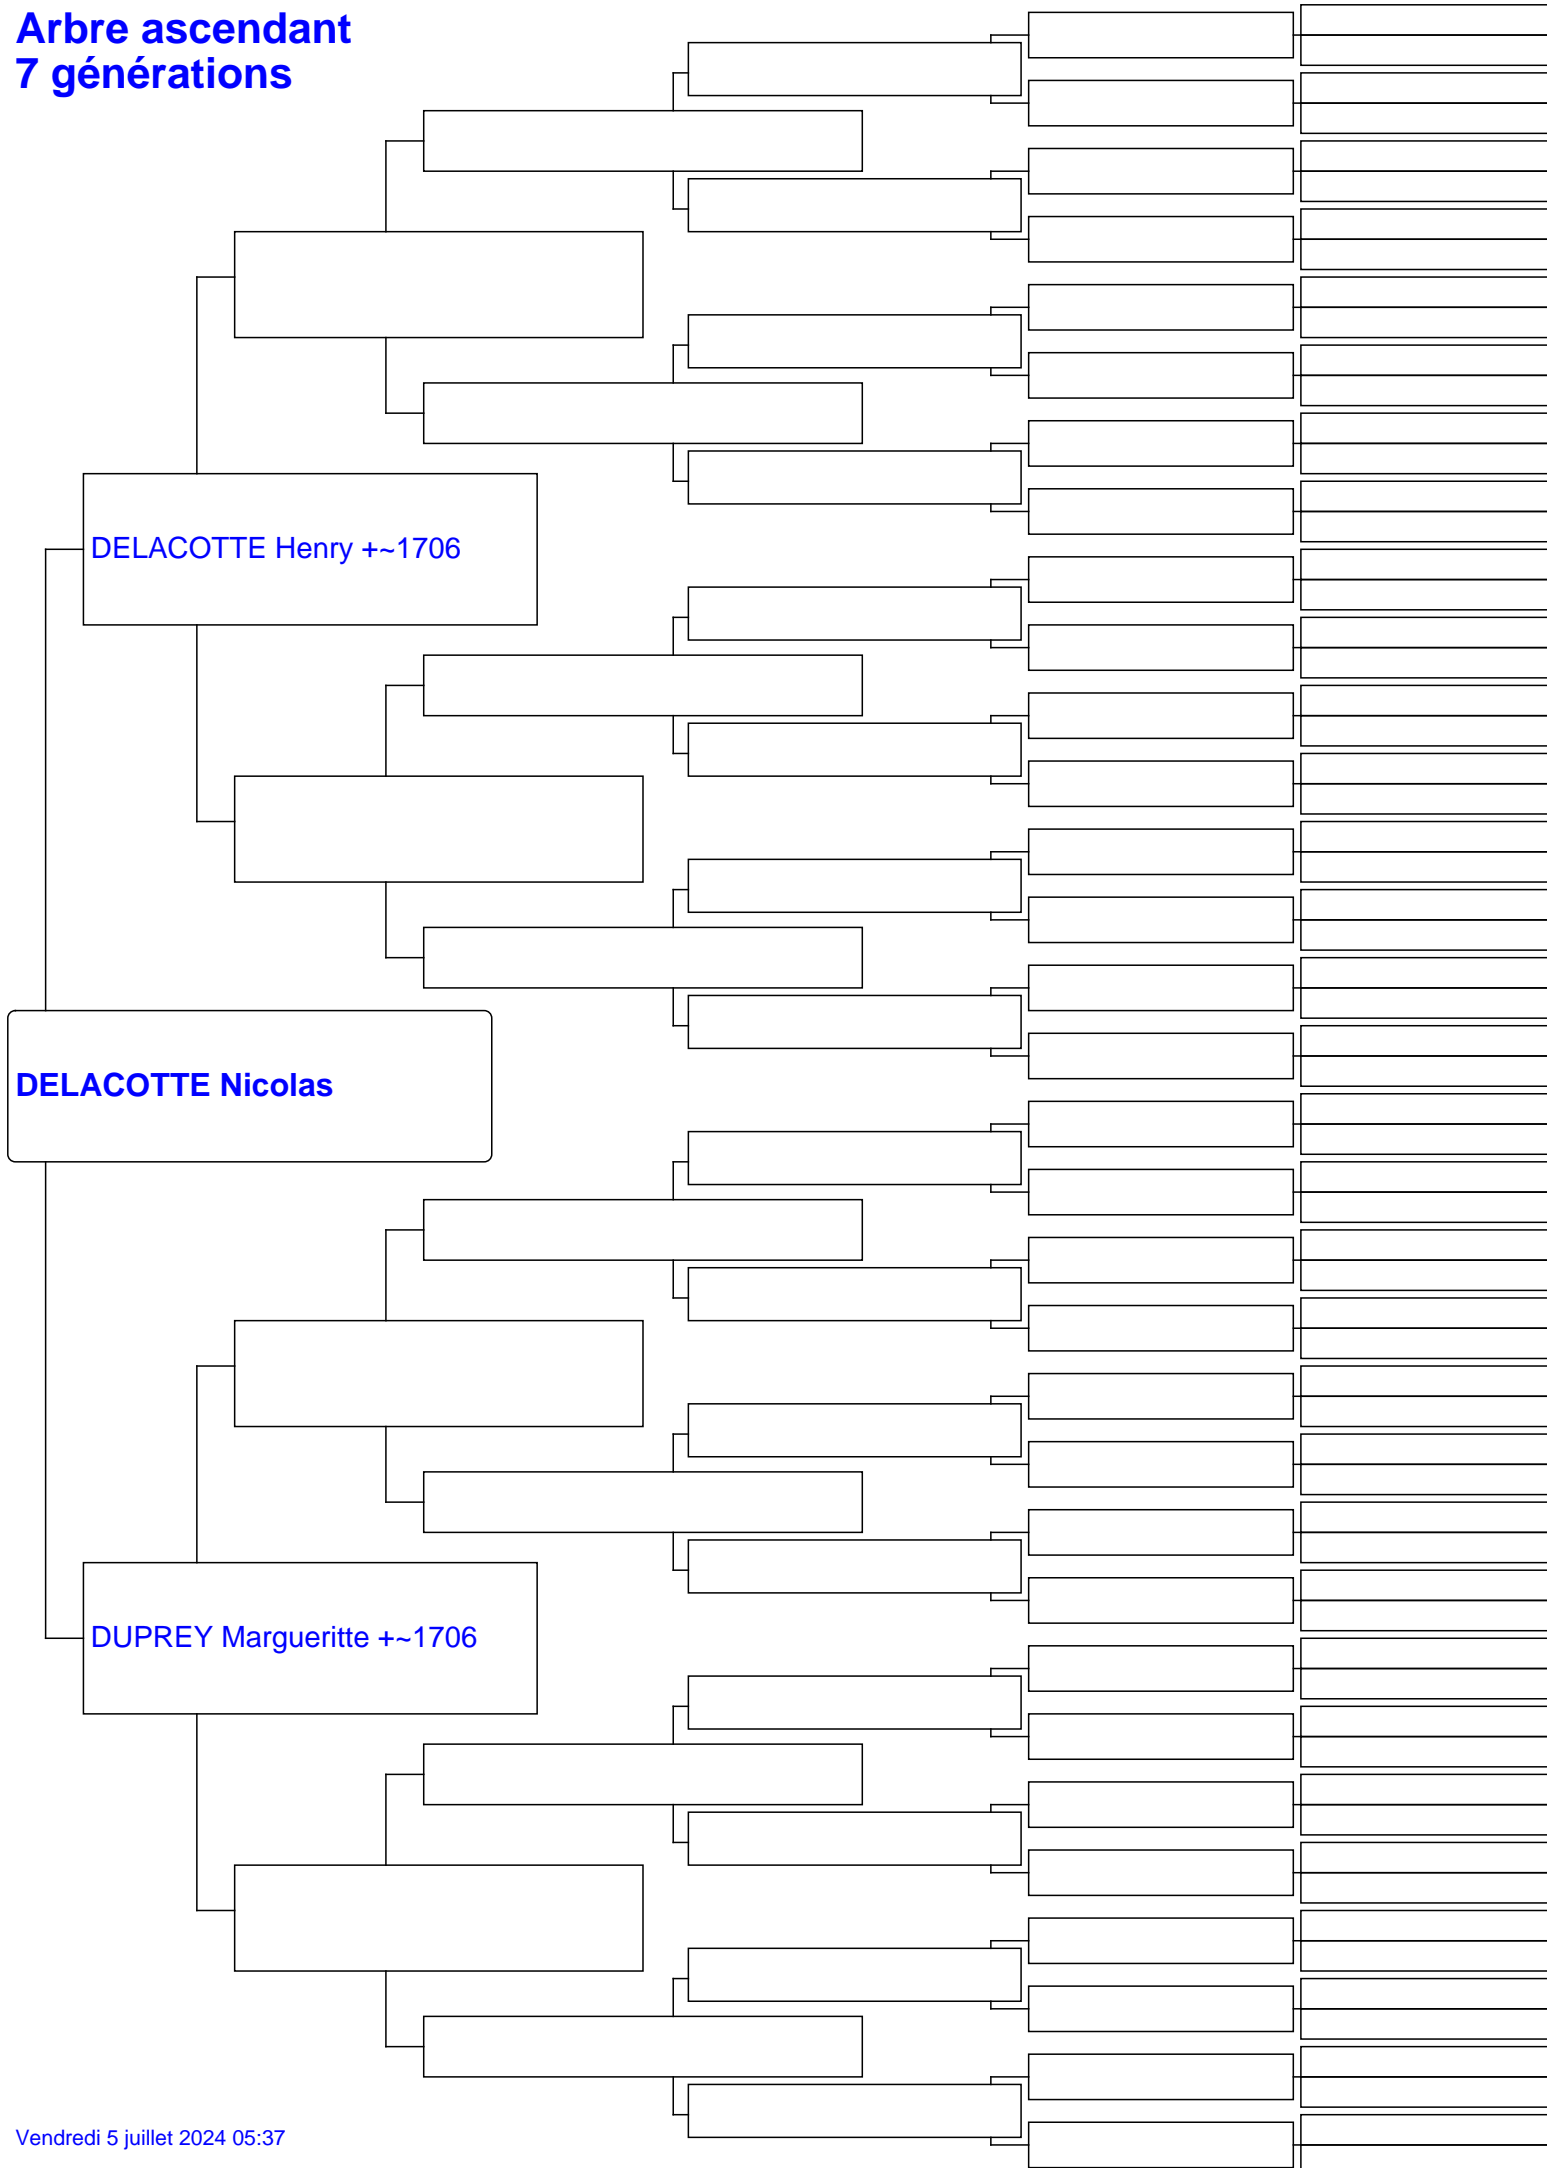 Arbre ascendant
7 générations
DELACOTTE Henry +~1706
DELACOTTE Nicolas
DUPREY Margueritte +~1706
Vendredi 5 juillet 2024 05:37